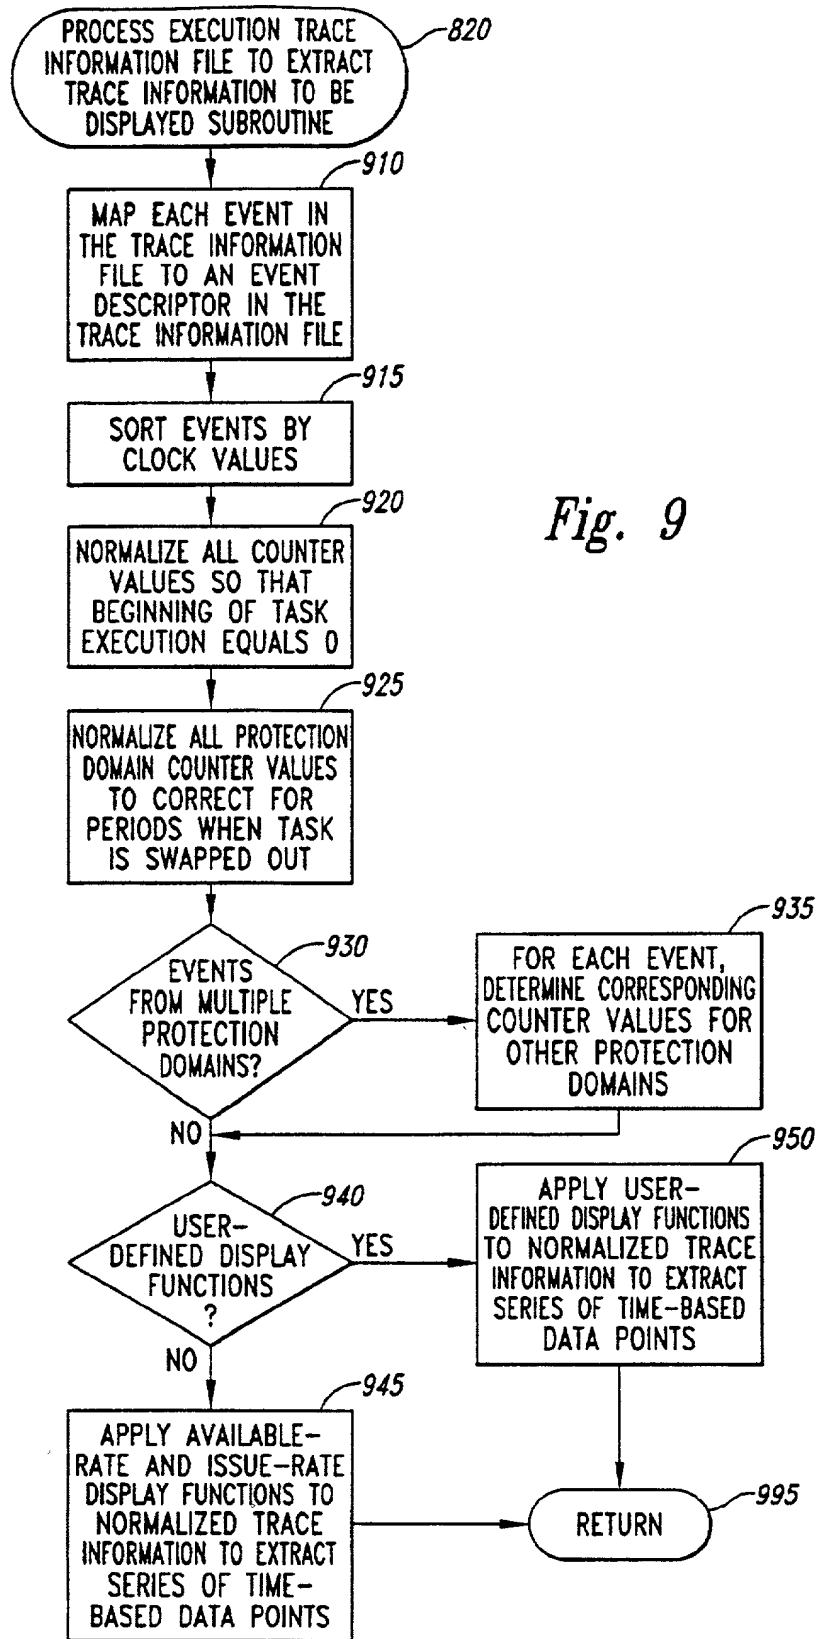 PROCESS EXECUTION TRACE
INFORMATION FILE TO EXTRACT
TRACE INFORMATION TO BE
DISPLAYED SUBROUTINE
820
910
MAP EACH EVENT IN
THE TRACE INFORMATION
FILE TO AN EVENT
DESCRIPTOR IN THE
TRACE INFORMATION FILE
915
SORT EVENTS BY
CLOCK VALUES
920
NORMALIZE ALL COUNTER
VALUES SO THAT
BEGINNING OF TASK
EXECUTION EQUALS 0
Fig. 9
925
NORMALIZE ALL PROTECTION
DOMAIN COUNTER VALUES
TO CORRECT FOR
PERIODS WHEN TASK
IS SWAPPED OUT
930
EVENTS
FROM MULTIPLE
PROTECTION
DOMAINS?
YES
935
FOR EACH EVENT,
DETERMINE CORRESPONDING
COUNTER VALUES FOR
OTHER PROTECTION
DOMAINS
NO
940
USER-
DEFINED DISPLAY
FUNCTIONS
?
YES
950
APPLY USER-
DEFINED DISPLAY FUNCTIONS
TO NORMALIZED TRACE
INFORMATION TO EXTRACT
SERIES OF TIME-BASED
DATA POINTS
NO
945
APPLY AVAILABLE-
RATE AND ISSUE-RATE
DISPLAY FUNCTIONS TO
NORMALIZED TRACE
INFORMATION TO EXTRACT
SERIES OF TIME-
BASED DATA POINTS
RETURN
995